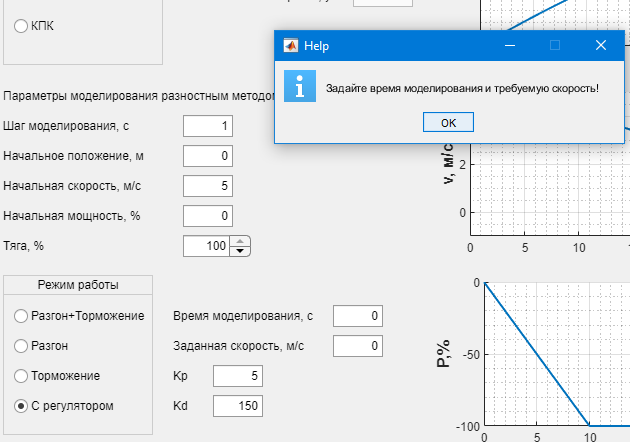 КПК
Help
Задайте время моделирования и требуемую скорость!
OK
Параметры моделирования разностным методом
Шаг моделирования, с 1
Начальное положение, м 0
Начальная скорость, м/с 5
Начальная мощность, % 0
Тяга, % 100
v, м/с
2
0
0 5 10
Режим работы
Разгон+Торможение
Разгон
Торможение
С регулятором
Время моделирования, с 0
Заданная скорость, м/с 0
Kp 5
Kd 150
P,%
0
-50
-100
0 5 10